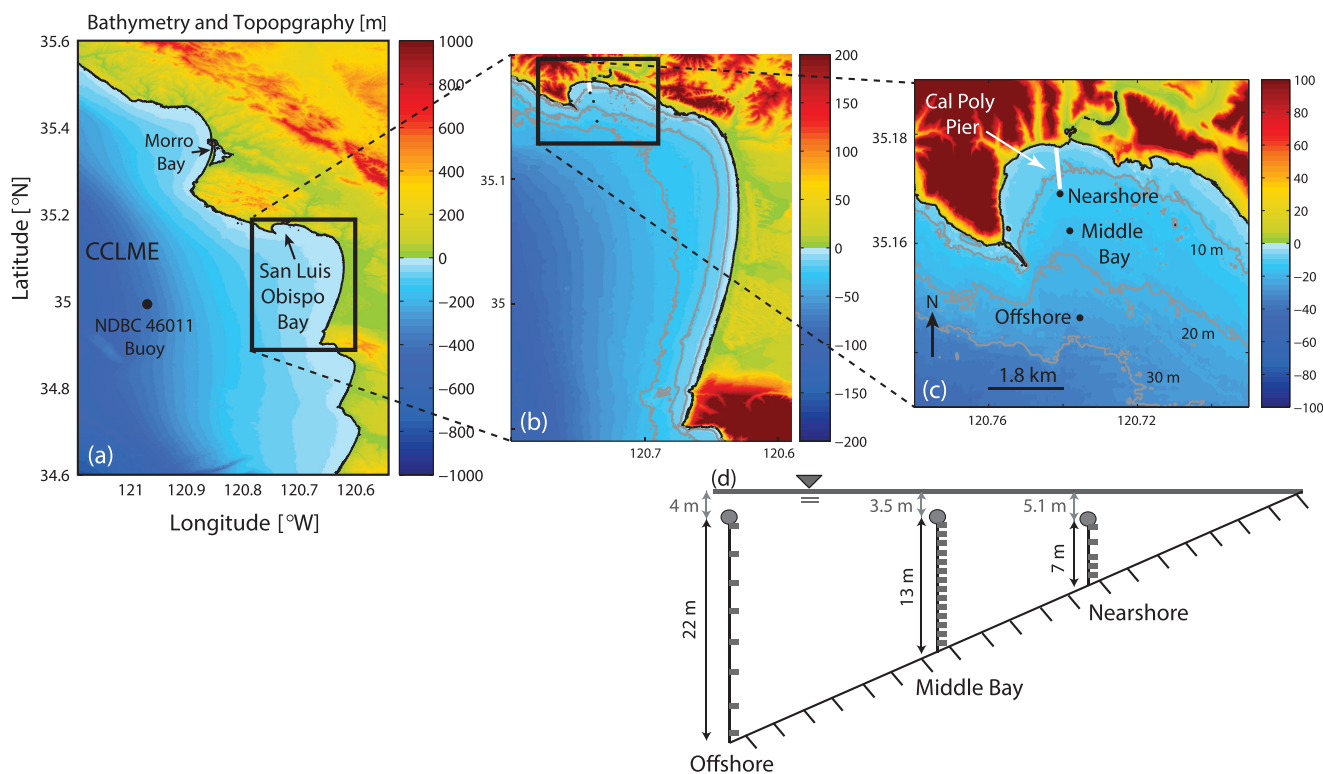 Bathymetry and Topography [m]
35.6
35.4
35.2
35
34.8
34.6
Latitude [°N]
Morro
Bay
CCLME
San Luis
Obispo
Bay
NDBC 46011
Buoy
(a)
121
120.9
120.8
120.7
120.6
Longitude [°W]
1000
800
600
400
200
0
−200
−400
−600
−800
−1000
35.1
35
(b)
120.7
120.6
200
150
100
50
0
−50
−100
−150
−200
35.18
35.16
Cal Poly
Pier
Nearshore
Middle
Bay
10 m
Offshore
N
20 m
1.8 km
30 m
(c)
120.76
120.72
100
80
60
40
20
0
−20
−40
−60
−80
−100
(d)
4 m
3.5 m
5.1 m
22 m
13 m
7 m
Nearshore
Middle Bay
Offshore